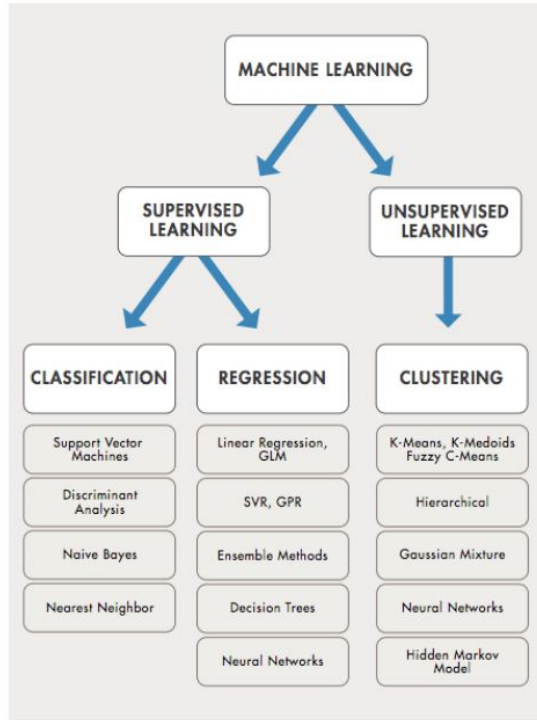 MACHINE LEARNING
SUPERVISED
LEARNING
UNSUPERVISED
LEARNING
CLASSIFICATION
Support Vector
Machines
Discriminant
Analysis
Naive Bayes
Nearest Neighbor
REGRESSION
Linear Regression,
GLM
SVR, GPR
Ensemble Methods
Decision Trees
Neural Networks
CLUSTERING
K-Means, K-Medoids
Fuzzy C-Means
Hierarchical
Gaussian Mixture
Neural Networks
Hidden Markov
Model